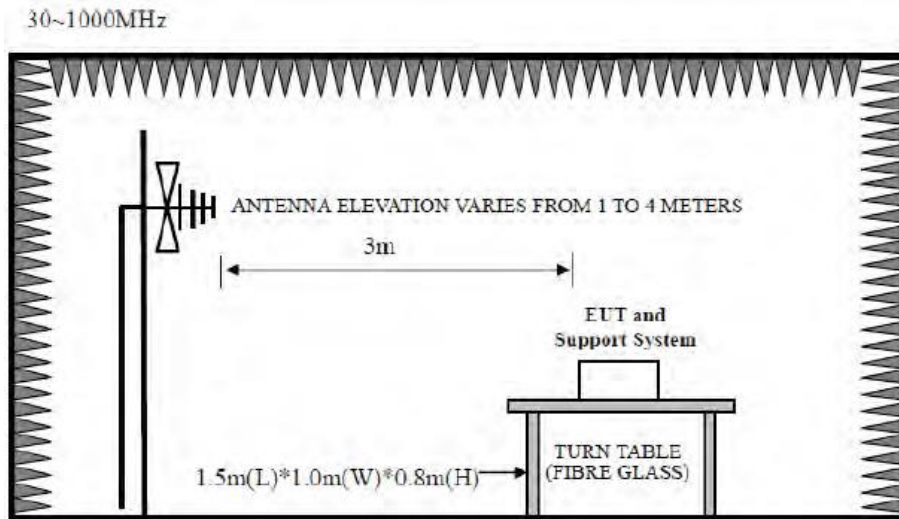 30~1000MHz
ANTENNA ELEVATION VARIES FROM 1 TO 4 METERS
3m
EUT and
Support System
TURN TABLE
(FIBRE GLASS)
1.5m(L)*1.0m(W)*0.8m(H)